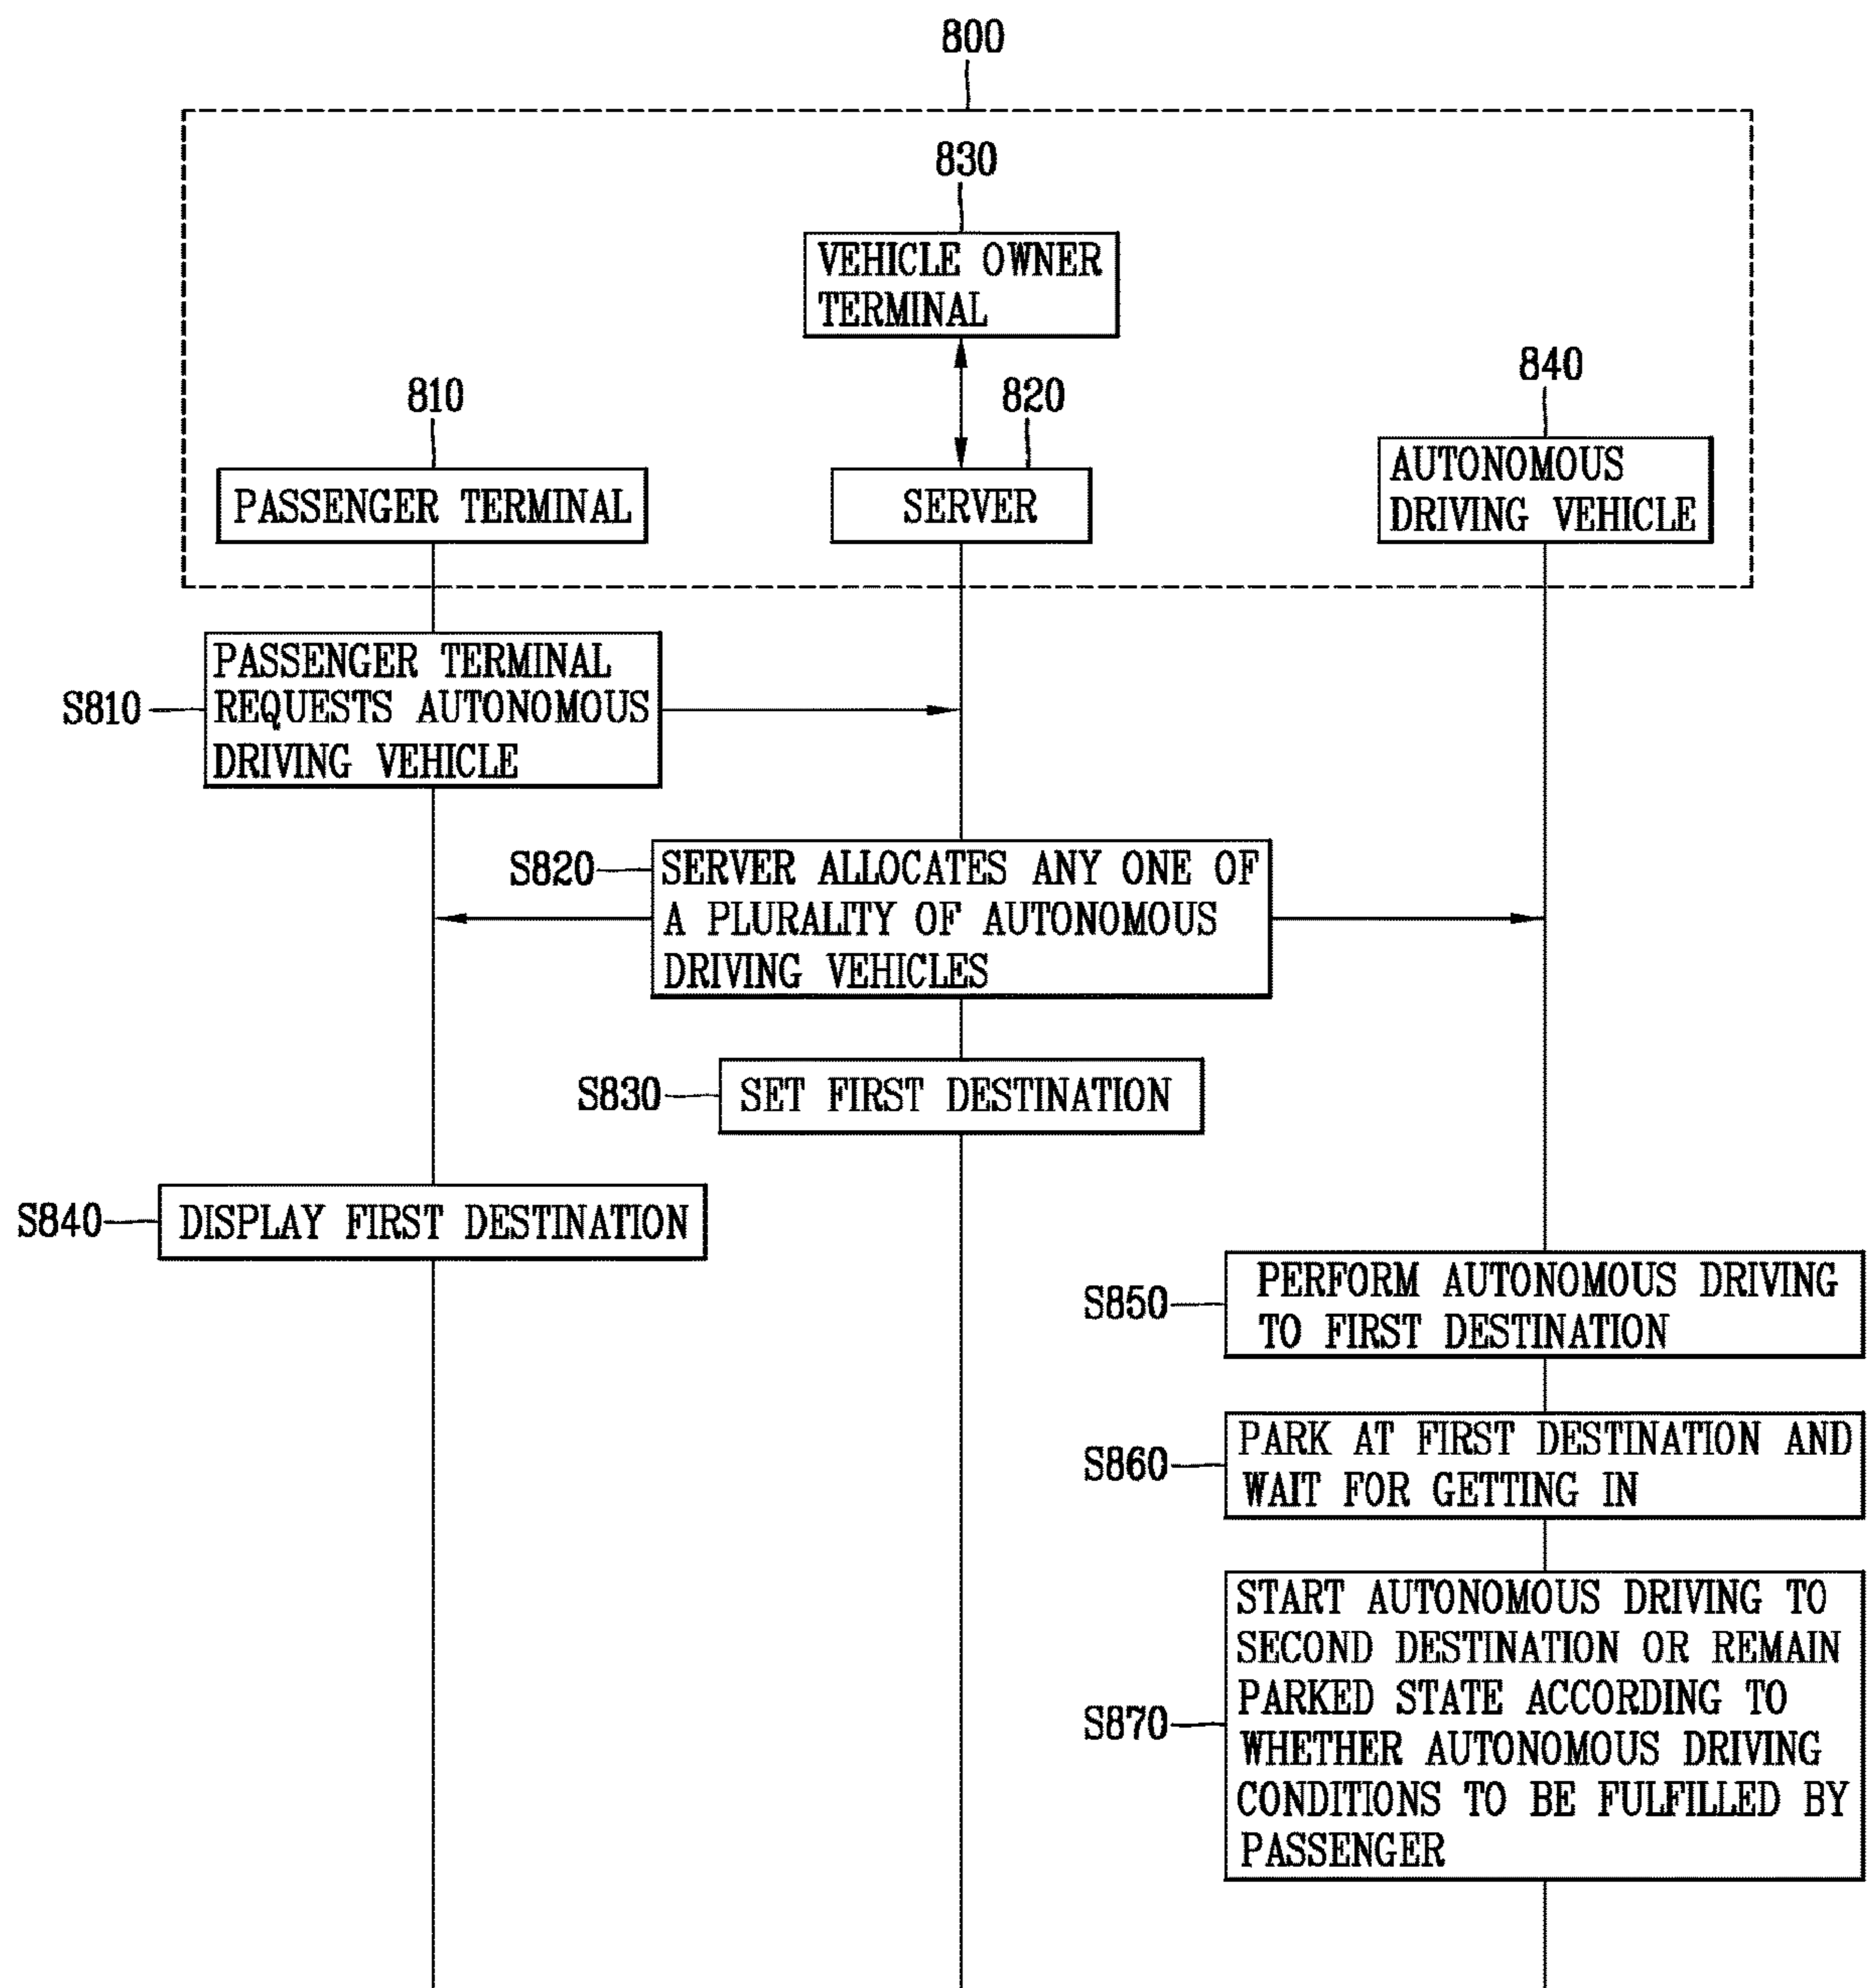 800
830
VEHICLE OWNER
TERMINAL
810
820
840
PASSENGER TERMINAL
SERVER
AUTONOMOUS
DRIVING VEHICLE
S810
PASSENGER TERMINAL
REQUESTS AUTONOMOUS
DRIVING VEHICLE
S820
SERVER ALLOCATES ANY ONE OF
A PLURALITY OF AUTONOMOUS
DRIVING VEHICLES
S830
SET FIRST DESTINATION
S840
DISPLAY FIRST DESTINATION
S850
PERFORM AUTONOMOUS DRIVING
TO FIRST DESTINATION
S860
PARK AT FIRST DESTINATION AND
WAIT FOR GETTING IN
S870
START AUTONOMOUS DRIVING TO
SECOND DESTINATION OR REMAIN
PARKED STATE ACCORDING TO
WHETHER AUTONOMOUS DRIVING
CONDITIONS TO BE FULFILLED BY
PASSENGER